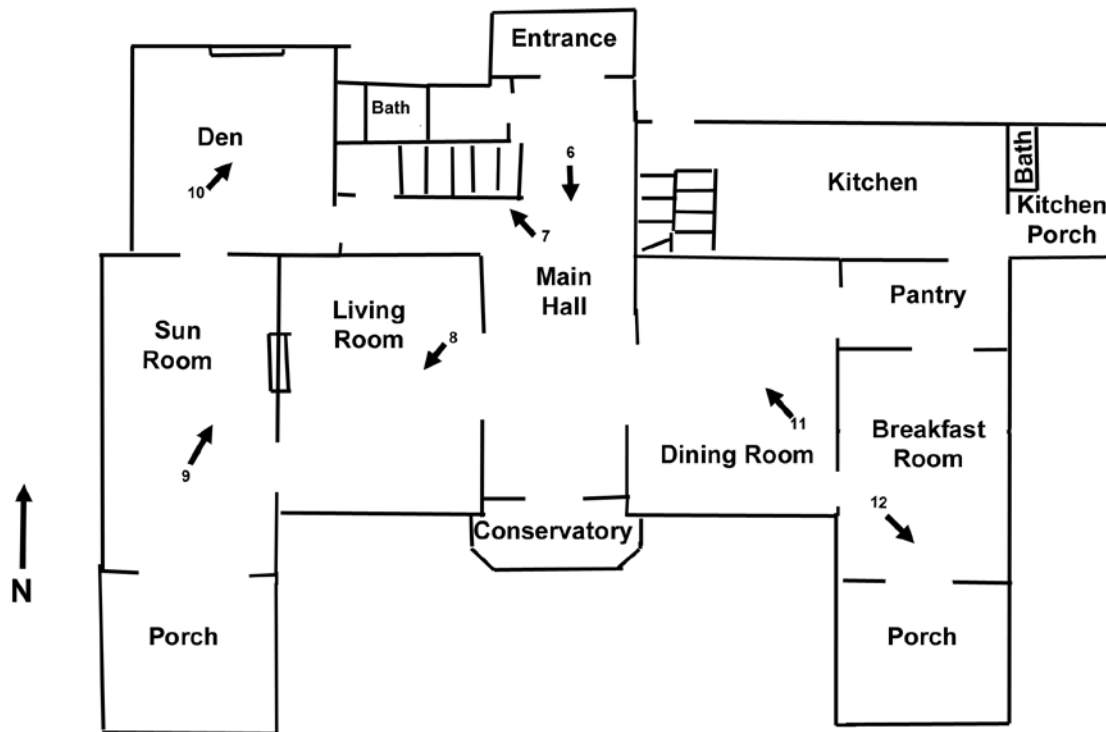 Entrance
Bath
Den
6
Kitchen
Bath
10
Kitchen
Porch
7
Main
Hall
Pantry
Living
Room
Sun
Room
8
11
Breakfast
Room
Dining Room
9
12
Conservatory
N
Porch
Porch